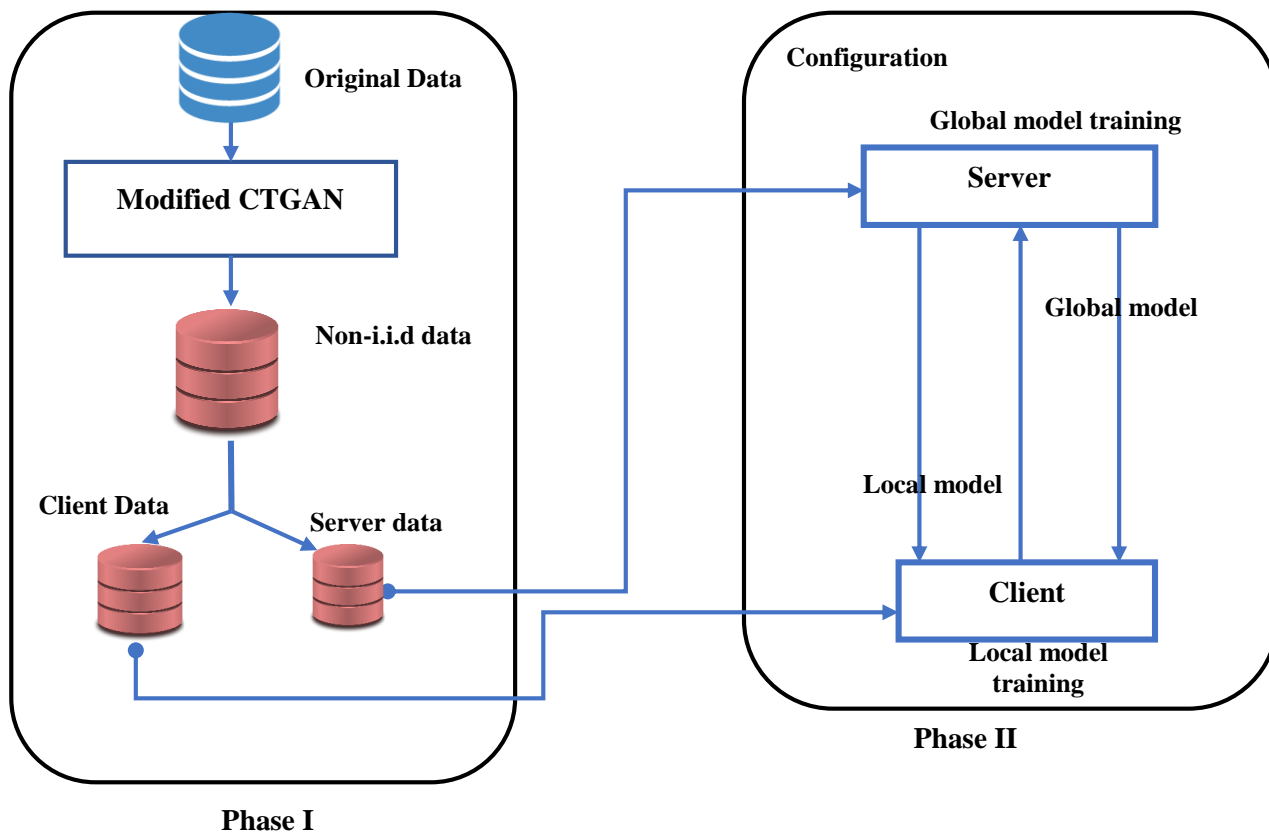 Original Data
Modified CTGAN
Non-i.i.d data
Client Data
Server data
Phase I
Configuration
Global model training
Server
Global model
Local model
Client
Local model
training
Phase II